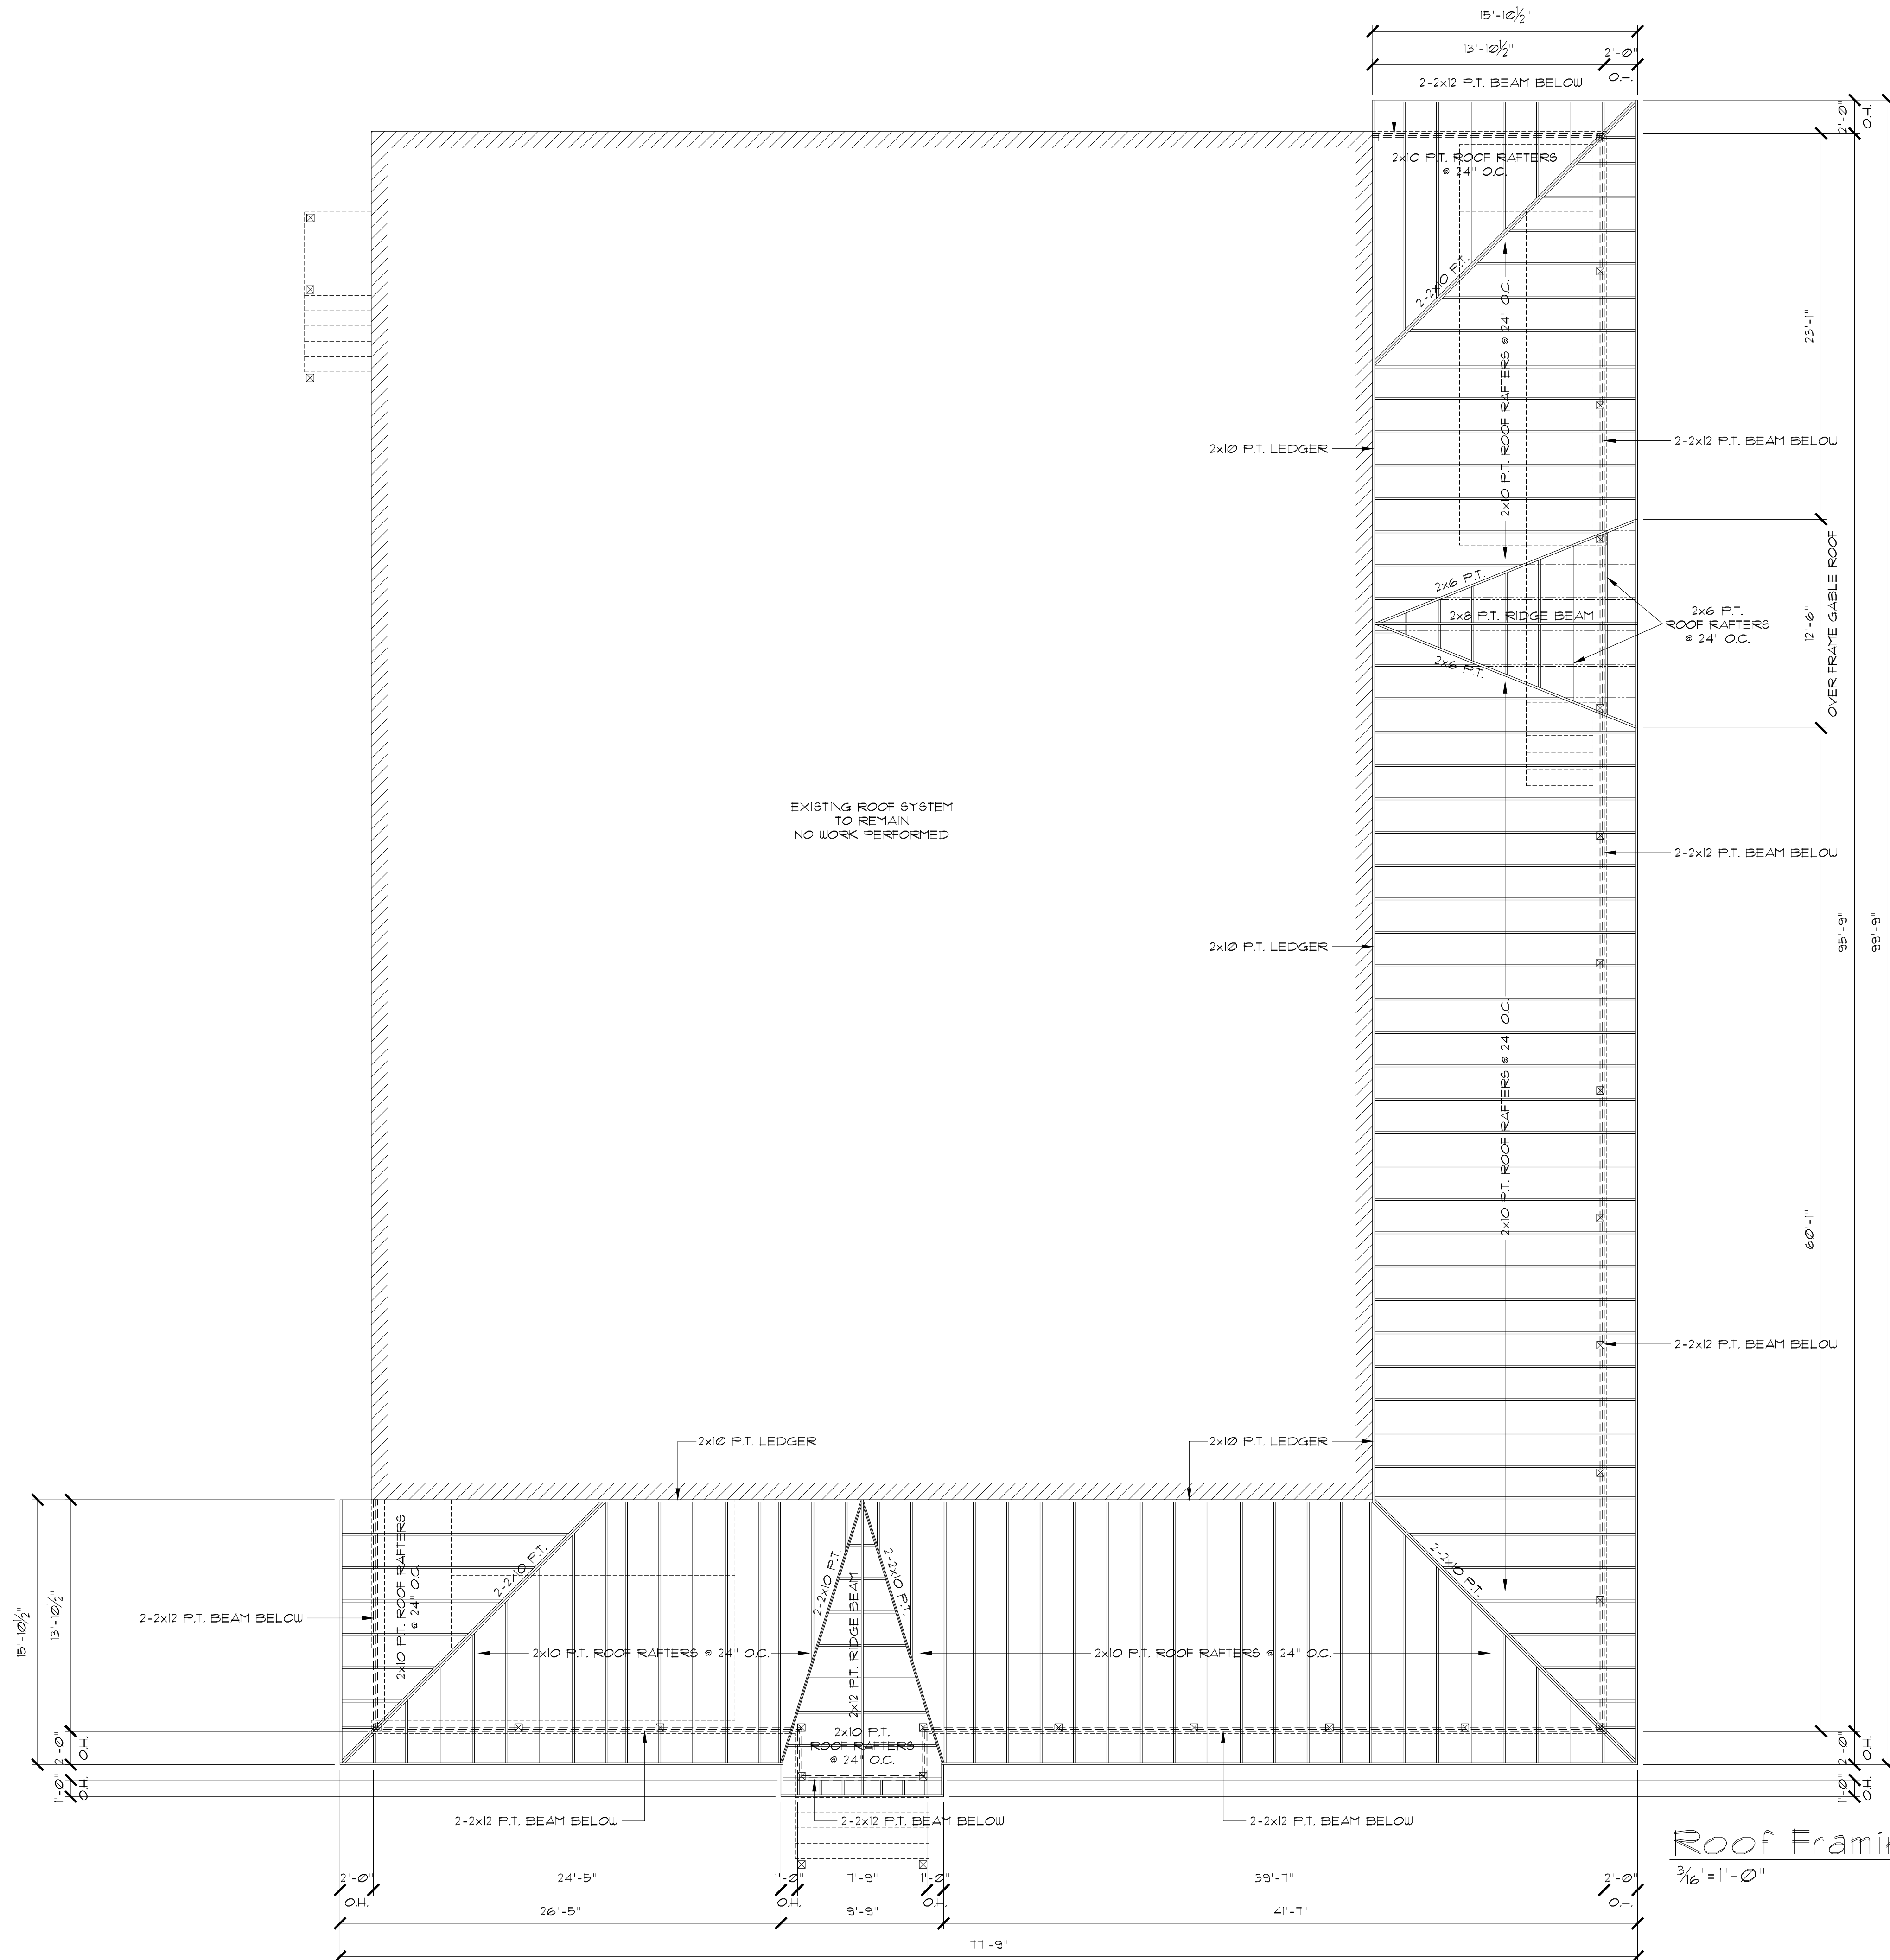 15'-10½"
13'-10½"
2'-0"
O.H.
2-2x12 P.T. BEAM BELOW
2'-0"
O.H.
2x10 P.T. ROOF RAFTERS
@ 24" O.C.
2-2x10 P.T.
2x10 P.T. ROOF RAFTERS @ 24" O.C.
23'-1"
2x10 P.T. LEDGER
2-2x12 P.T. BEAM BELOW
2x6 P.T.
2x8 P.T. RIDGE BEAM
2x6 P.T.
2x6 P.T.
ROOF RAFTERS
@ 24" O.C.
12'-6"
OVER FRAME GABLE ROOF
EXISTING ROOF SYSTEM
TO REMAIN
NO WORK PERFORMED
2-2x12 P.T. BEAM BELOW
2x10 P.T. LEDGER
95'-9"
99'-9"
2x10 P.T. ROOF RAFTERS @ 24" O.C.
60'-1"
2-2x12 P.T. BEAM BELOW
2x10 P.T. LEDGER
2x10 P.T. LEDGER
15'-10½"
13'-10½"
2-2x12 P.T. BEAM BELOW
2x10 P.T. ROOF RAFTERS
@ 24" O.C.
2-2x10 P.T.
2-2x10 P.T.
2x12 P.T. RIDGE BEAM
2-2x10 P.T.
2-2x10 P.T.
2x10 P.T. ROOF RAFTERS @ 24" O.C.
2x10 P.T. ROOF RAFTERS @ 24" O.C.
2x10 P.T.
ROOF RAFTERS
@ 24" O.C.
2'-0"
O.H.
1'-0"
O.H.
2'-0"
O.H.
1'-0"
O.H.
2-2x12 P.T. BEAM BELOW
2-2x12 P.T. BEAM BELOW
2-2x12 P.T. BEAM BELOW
Roof Framin
3/16'=1'-0"
2'-0"
O.H.
24'-5"
1'-0"
O.H.
7'-9"
1'-0"
O.H.
39'-7"
2'-0"
O.H.
26'-5"
9'-9"
41'-7"
77'-9"